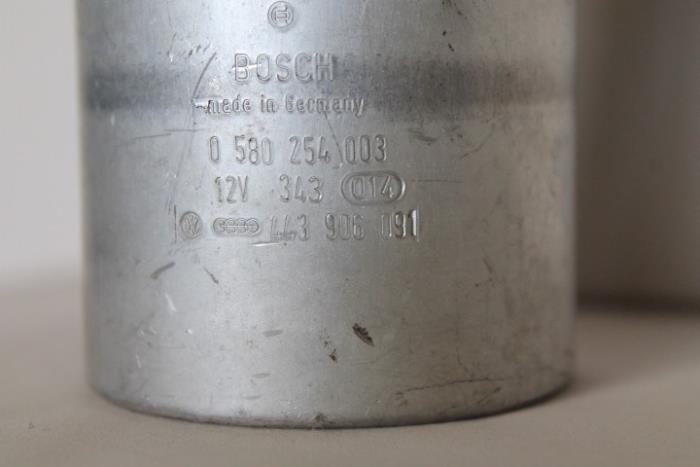 BOSCH
made in Germany
0 580 254 003
12V 343 014
443 906 091